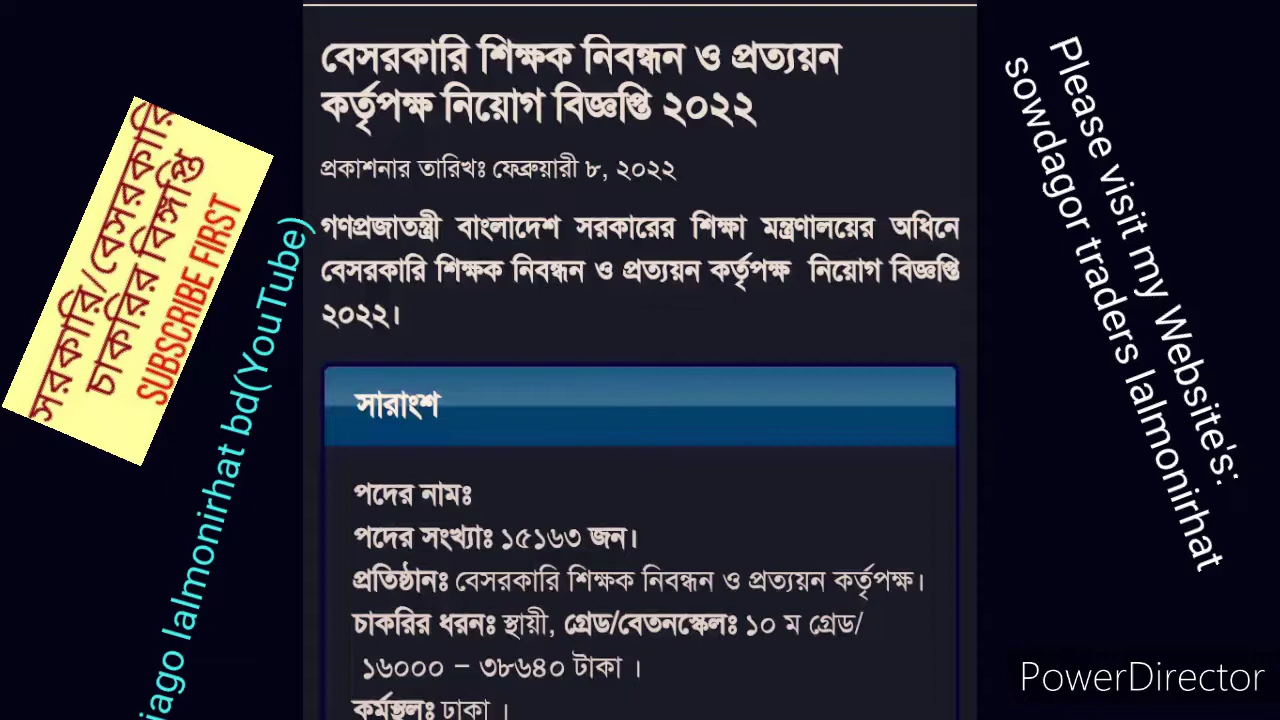 বেসরকারি শিক্ষক নিবন্ধন ও প্রত্যয়ন
কর্তৃপক্ষ নিয়োগ বিজ্ঞপ্তি ২০২২
প্রকাশনার তারিখঃ ফেব্রুয়ারী ৮, ২০২২
গণপ্রজাতন্ত্রী বাংলাদেশ সরকারের শিক্ষা মন্ত্রণালয়ের অধিনে
বেসরকারি শিক্ষক নিবন্ধন ও প্রত্যয়ন কর্তৃপক্ষ নিয়োগ বিজ্ঞপ্তি
২০২২।
সারাংশ
পদের নামঃ
পদের সংখ্যাঃ ১৫১৬৩ জন।
প্রতিষ্ঠানঃ বেসরকারি শিক্ষক নিবন্ধন ও প্রত্যয়ন কর্তৃপক্ষ।
চাকরির ধরনঃ স্থায়ী, গ্রেড/বেতনস্কেলঃ ১০ ম গ্রেড/
১৬০০০ – ৩৮৬৪০ টাকা ।
কর্মস্থলঃ ঢাকা ।
সরকারি/বেসরকারি
চাকরির বিঙ্গপ্তি
SUBSCRIBE FIRST
jago lalmonirhat bd(YouTube)
Please visit my Website's:
sowdagor traders lalmonirhat
PowerDirector